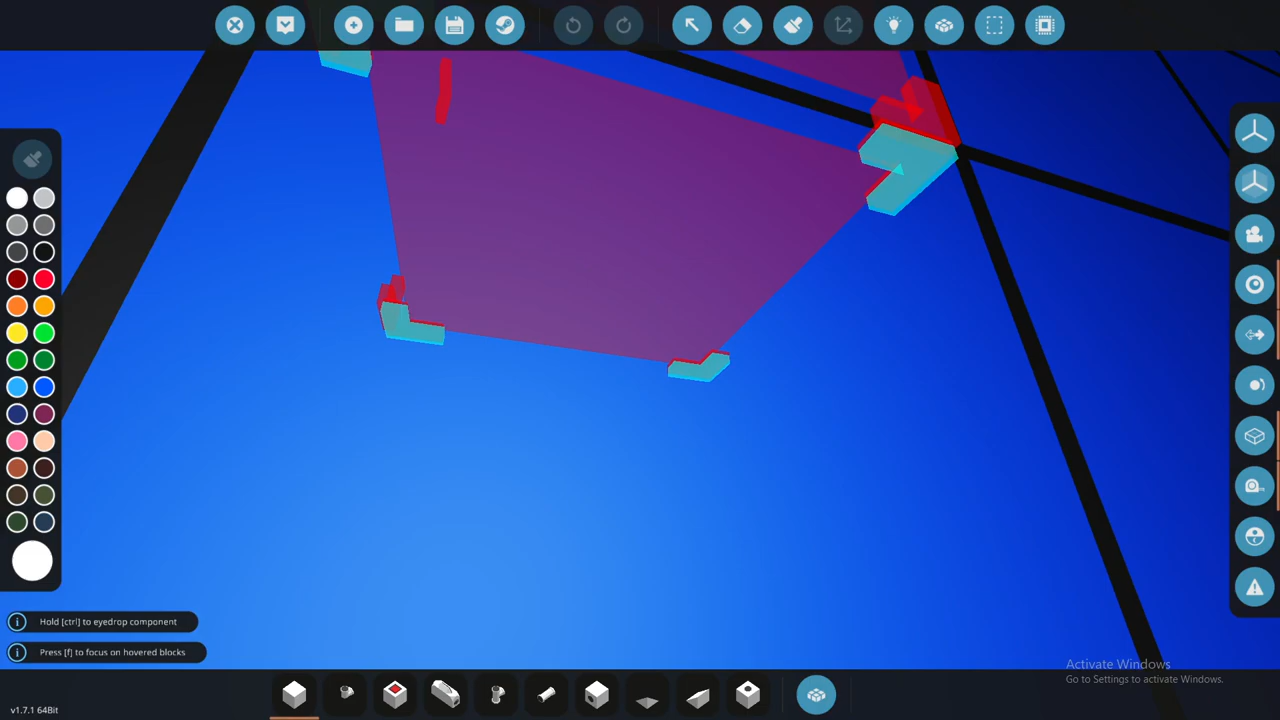 Hold [ctrl] to eyedrop component
Press [f] to focus on hovered blocks
Activate Windows
Go to Settings to activate Windows.
v1.7.1 64Bit